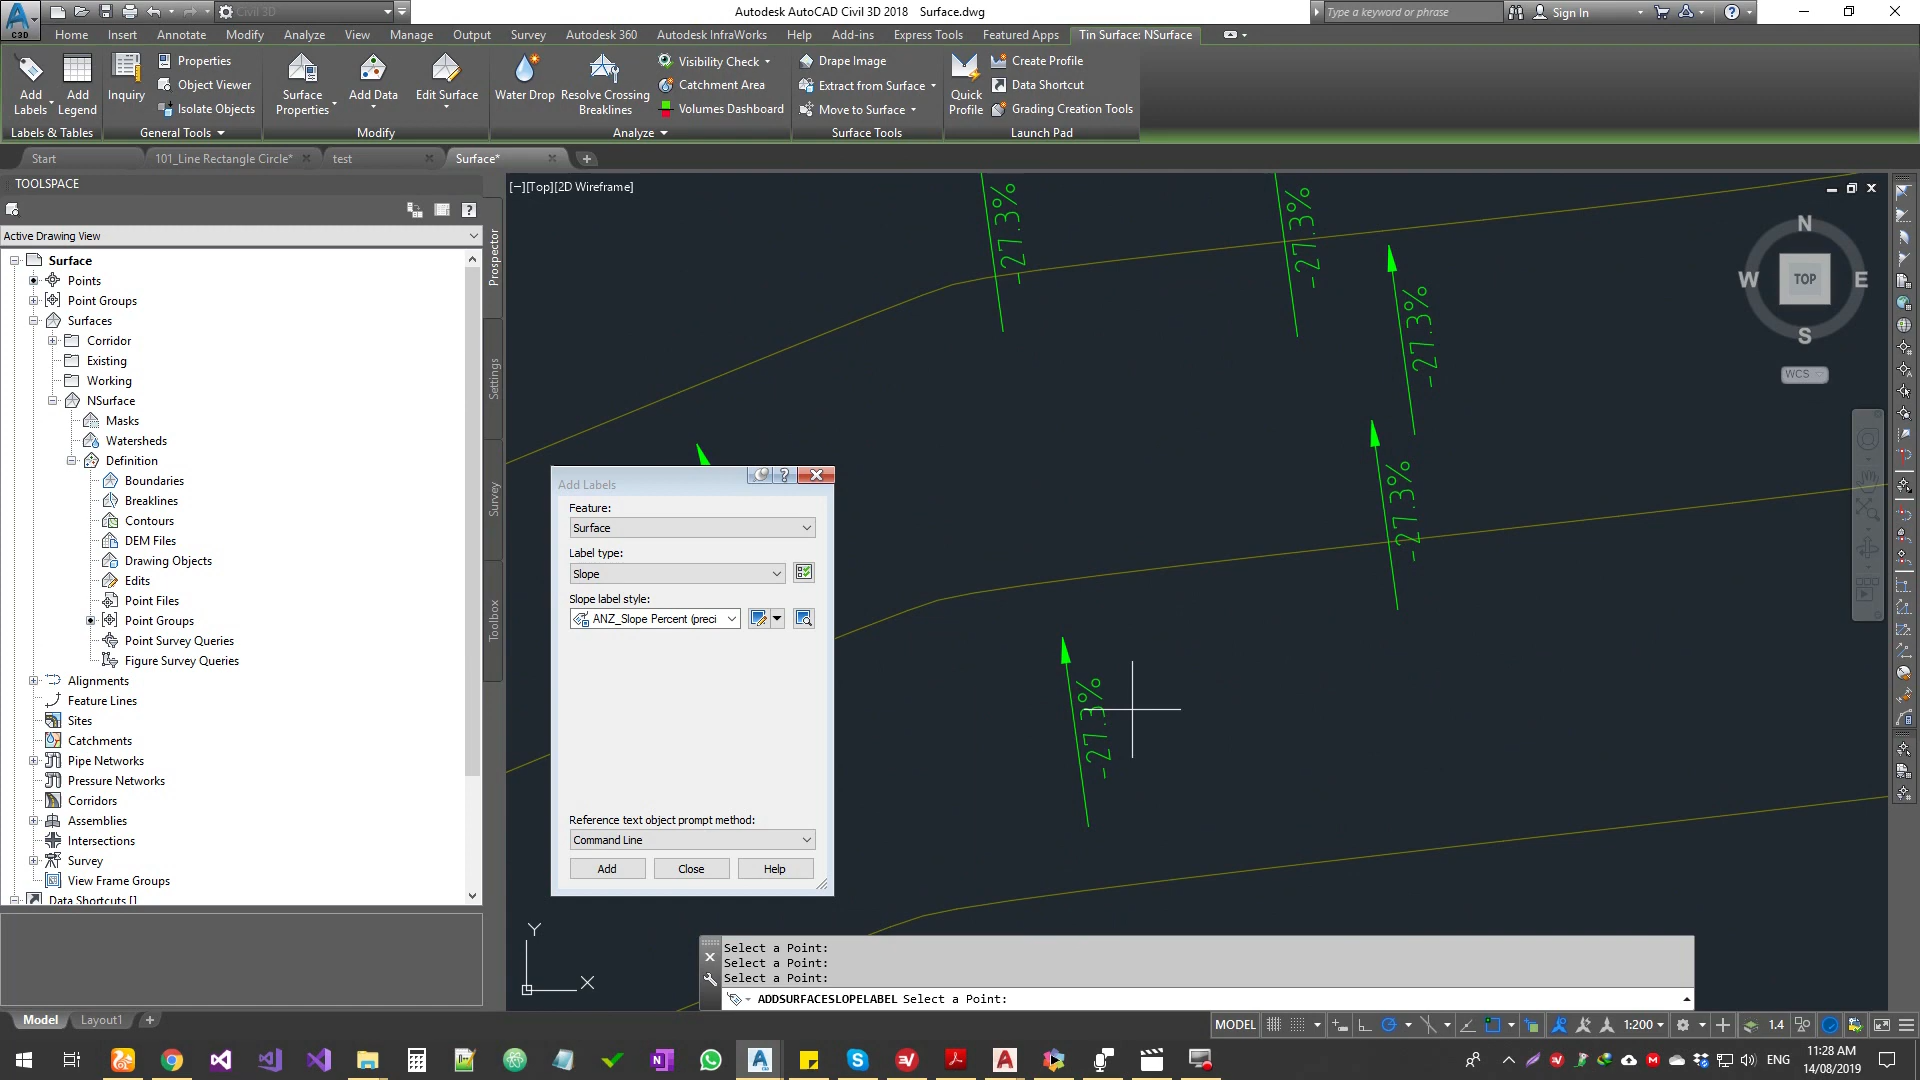 C3D
Civil 3D
Autodesk AutoCAD Civil 3D 2018 Surface.dwg
Type a keyword or phrase
Sign In
Home Insert Annotate Modify Analyze View Manage Output Survey Autodesk 360 Autodesk InfraWorks Help Add-ins Express Tools Featured Apps Tin Surface: NSurface
Add Labels
Add Legend
Labels & Tables
Inquiry
Properties
Object Viewer
Isolate Objects
General Tools
Surface Properties
Add Data
Edit Surface
Modify
Water Drop
Resolve Crossing Breaklines
Visibility Check
Catchment Area
Volumes Dashboard
Analyze
Drape Image
Extract from Surface
Move to Surface
Surface Tools
Quick Profile
Create Profile
Data Shortcut
Grading Creation Tools
Launch Pad
Start
101_Line Rectangle Circle*
test
Surface*
TOOLSPACE
Active Drawing View
Surface
Points
Point Groups
Surfaces
Corridor
Existing
Working
NSurface
Masks
Watersheds
Definition
Boundaries
Breaklines
Contours
DEM Files
Drawing Objects
Edits
Point Files
Point Groups
Point Survey Queries
Figure Survey Queries
Alignments
Feature Lines
Sites
Catchments
Pipe Networks
Pressure Networks
Corridors
Assemblies
Intersections
Survey
View Frame Groups
Data Shortcuts []
Prospector
Settings
Survey
Toolbox
[−][Top][2D Wireframe]
-27.3%
-27.3%
-27.3%
-27.3%
-27.3%
N
W
TOP
E
S
WCS
Add Labels
Feature:
Surface
Label type:
Slope
Slope label style:
ANZ_Slope Percent (preci
Reference text object prompt method:
Command Line
Add
Close
Help
Y
X
Select a Point:
Select a Point:
Select a Point:
ADDSURFACESLOPELABEL Select a Point:
Model
Layout1
MODEL
1:200
1.4
ENG
11:28 AM
14/08/2019